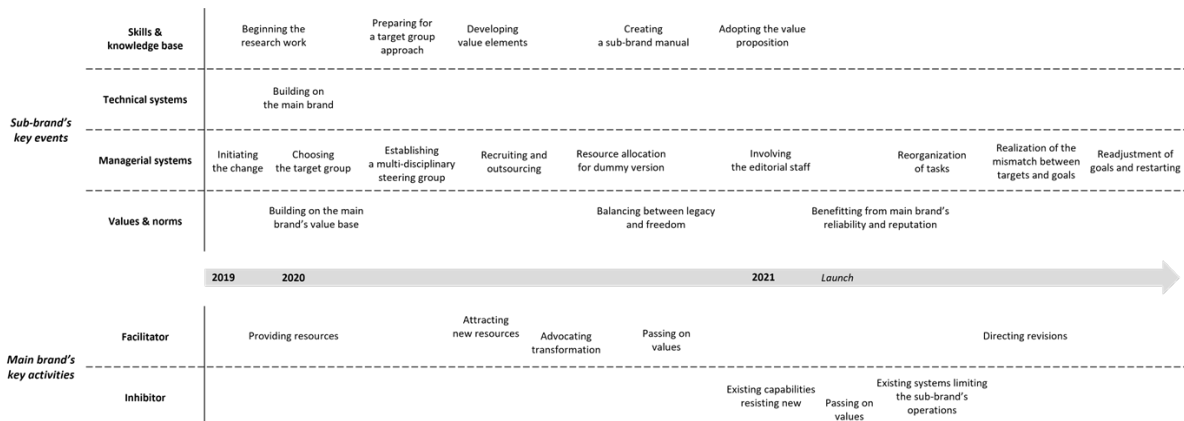 Skills &
knowledge base
Beginning the
research work
Preparing for
a target group
approach
Developing
value elements
Creating
a sub-brand manual
Adopting the value
proposition
Sub-brand's
key events
Technical systems
Building on
the main brand
Managerial systems
Initiating
the change
Choosing
the target group
Establishing
a multi-disciplinary
steering group
Recruiting and
outsourcing
Resource allocation
for dummy version
Involving
the editorial staff
Reorganization
of tasks
Realization of the
mismatch between
targets and goals
Readjustment of
goals and restarting
Values & norms
Building on the main
brand's value base
Balancing between legacy
and freedom
Benefitting from main brand's
reliability and reputation
2019
2020
2021
Launch
Main brand's
key activities
Facilitator
Providing resources
Attracting
new resources
Advocating
transformation
Passing on
values
Directing revisions
Inhibitor
Existing capabilities
resisting new
Passing on
values
Existing systems limiting
the sub-brand's
operations